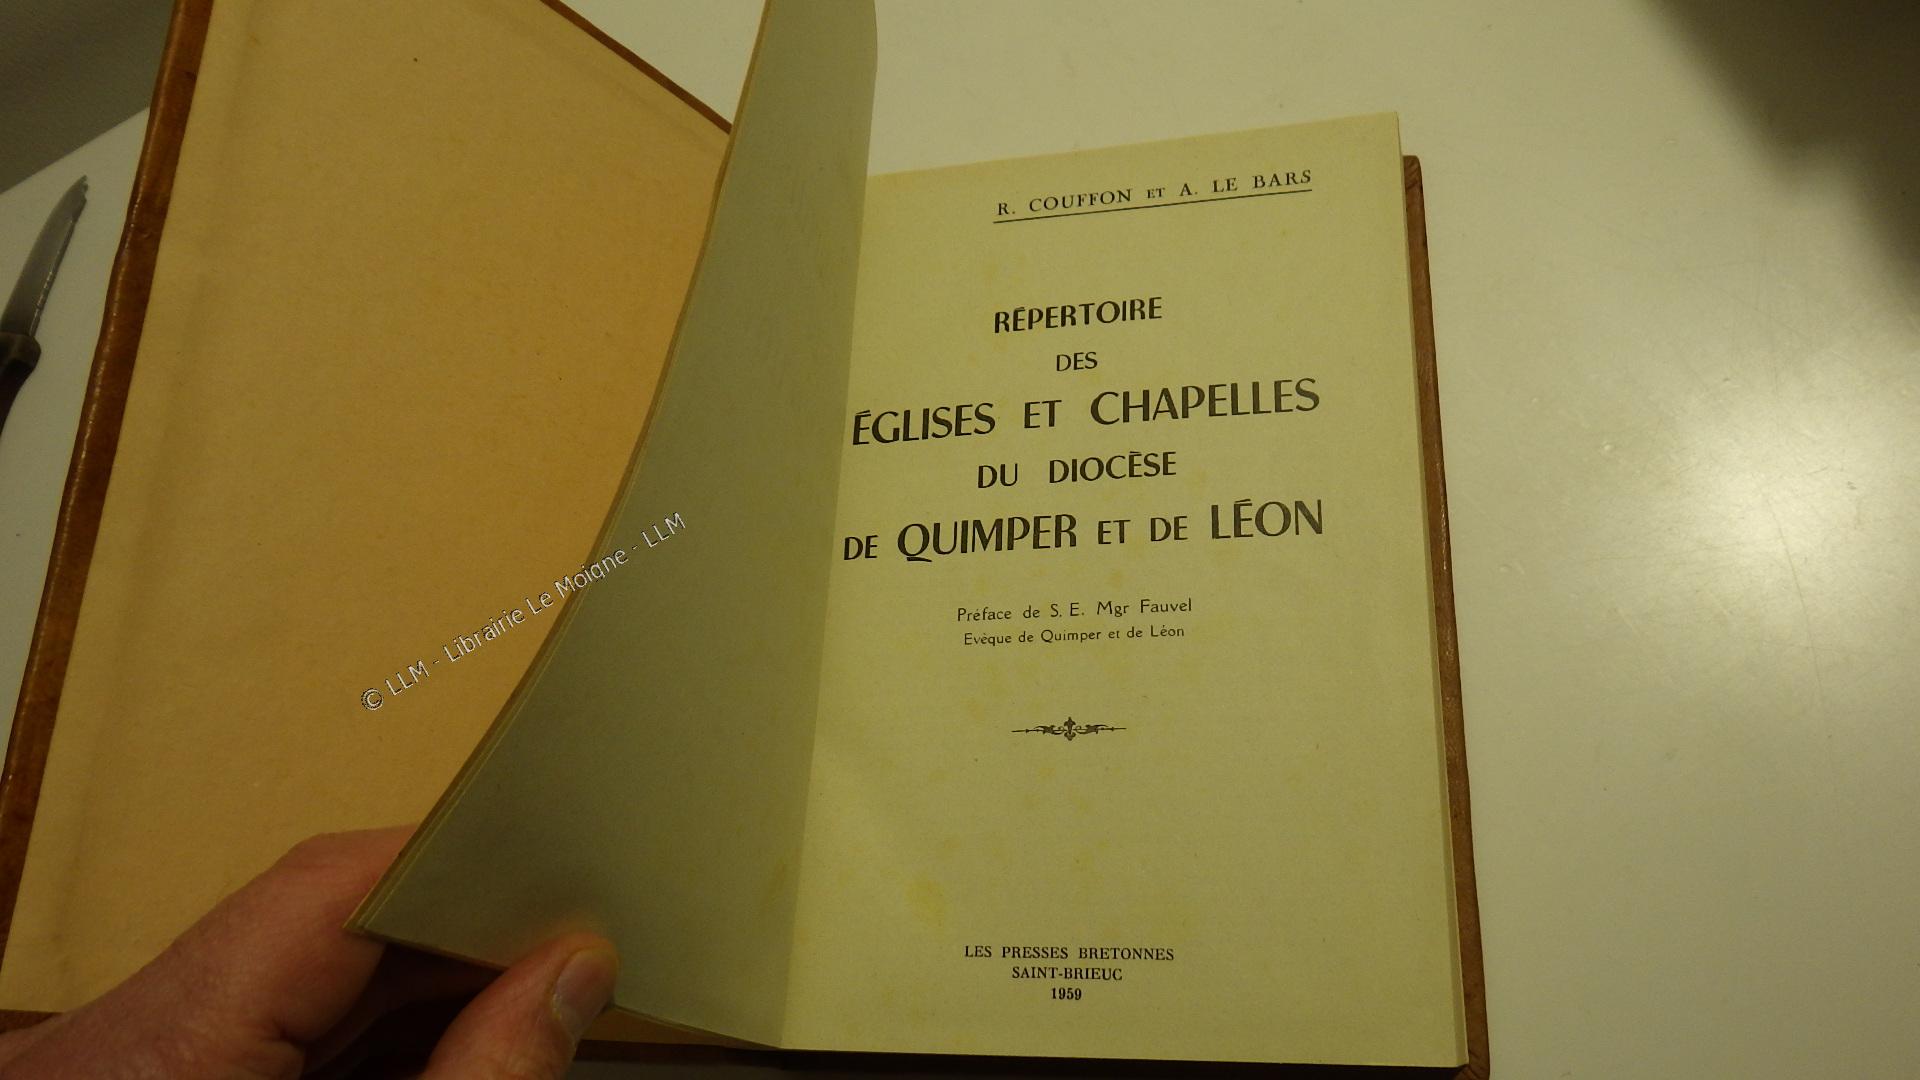 R. COUFFON ET A. LE BARS
RÉPERTOIRE
DES
ÉGLISES ET CHAPELLES
DU DIOCÈSE
DE QUIMPER ET DE LÉON
Préface de S. E. Mgr Fauvel
Evêque de Quimper et de Léon
LES PRESSES BRETONNES
SAINT-BRIEUC
1959
© LLM - Librairie Le Moigne - LLM